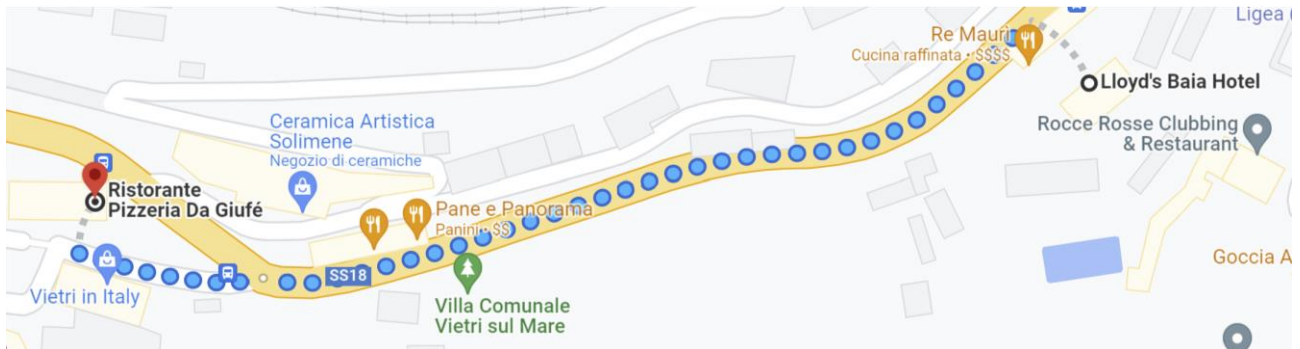 Ligea (
Re Maurì
Cucina raffinata • $$$$
Lloyd's Baia Hotel
Ceramica Artistica
Solimene
Negozio di ceramiche
Rocce Rosse Clubbing
& Restaurant
Ristorante
Pizzeria Da Giufé
Pane e Panorama
Panini • $$
SS18
Goccia A
Vietri in Italy
Villa Comunale
Vietri sul Mare